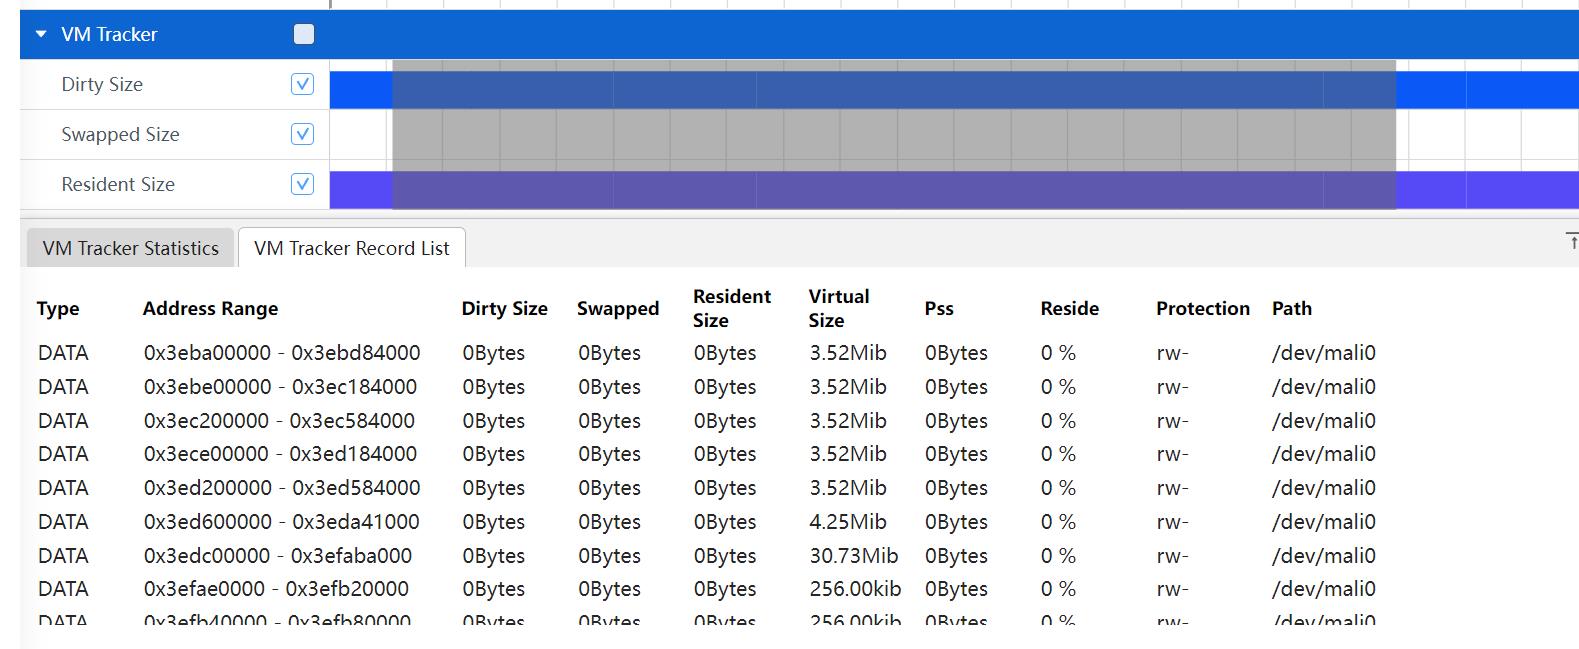 VM Tracker
Dirty Size
Swapped Size
Resident Size
VM Tracker Statistics VM Tracker Record List
Type Address Range Dirty Size Swapped Resident Size Virtual Size Pss Reside Protection Path
DATA 0x3eba00000 - 0x3ebd84000 0Bytes 0Bytes 0Bytes 3.52Mib 0Bytes 0 % rw- /dev/mali0
DATA 0x3ebe00000 - 0x3ec184000 0Bytes 0Bytes 0Bytes 3.52Mib 0Bytes 0 % rw- /dev/mali0
DATA 0x3ec200000 - 0x3ec584000 0Bytes 0Bytes 0Bytes 3.52Mib 0Bytes 0 % rw- /dev/mali0
DATA 0x3ece00000 - 0x3ed184000 0Bytes 0Bytes 0Bytes 3.52Mib 0Bytes 0 % rw- /dev/mali0
DATA 0x3ed200000 - 0x3ed584000 0Bytes 0Bytes 0Bytes 3.52Mib 0Bytes 0 % rw- /dev/mali0
DATA 0x3ed600000 - 0x3eda41000 0Bytes 0Bytes 0Bytes 4.25Mib 0Bytes 0 % rw- /dev/mali0
DATA 0x3edc00000 - 0x3efaba000 0Bytes 0Bytes 0Bytes 30.73Mib 0Bytes 0 % rw- /dev/mali0
DATA 0x3efae0000 - 0x3efb20000 0Bytes 0Bytes 0Bytes 256.00kib 0Bytes 0 % rw- /dev/mali0
DATA 0x3efb40000 - 0x3efb80000 0Bytes 0Bytes 0Bytes 256.00kib 0Bytes 0 % rw- /dev/mali0